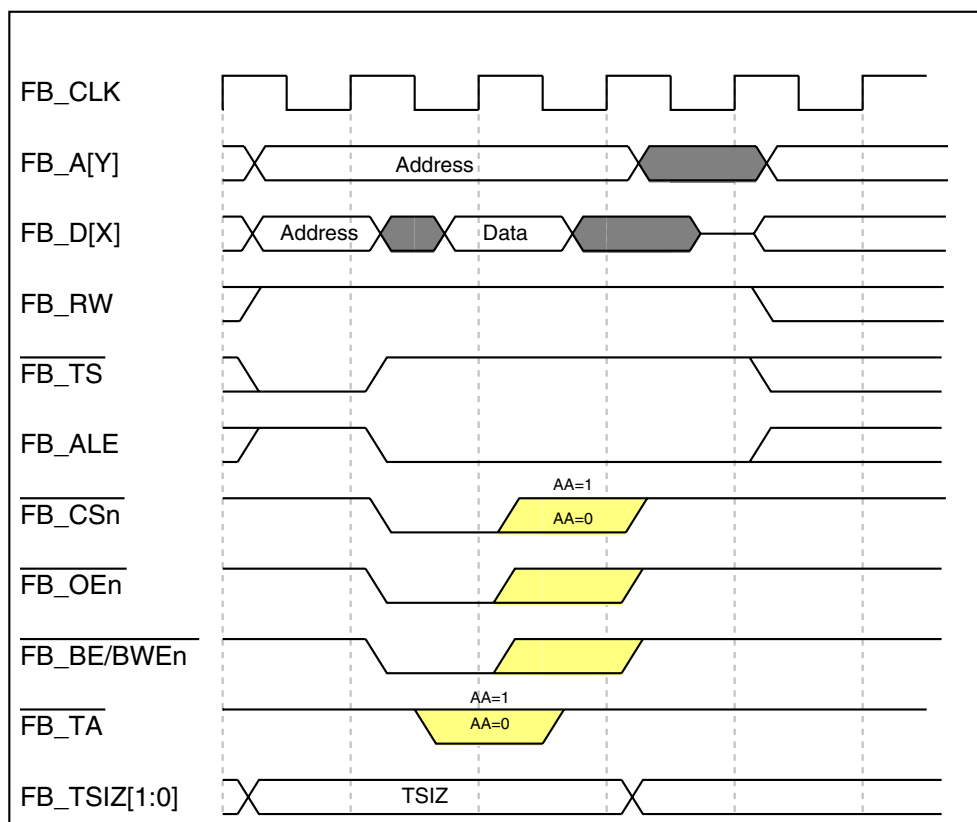 FB_CLK
FB_A[Y]
Address
FB_D[X]
Address
Data
FB_RW
FB_TS
FB_ALE
AA=1
FB_CSn
AA=0
FB_OEn
FB_BE/BWEn
AA=1
FB_TA
AA=0
FB_TSIZ[1:0]
TSIZ